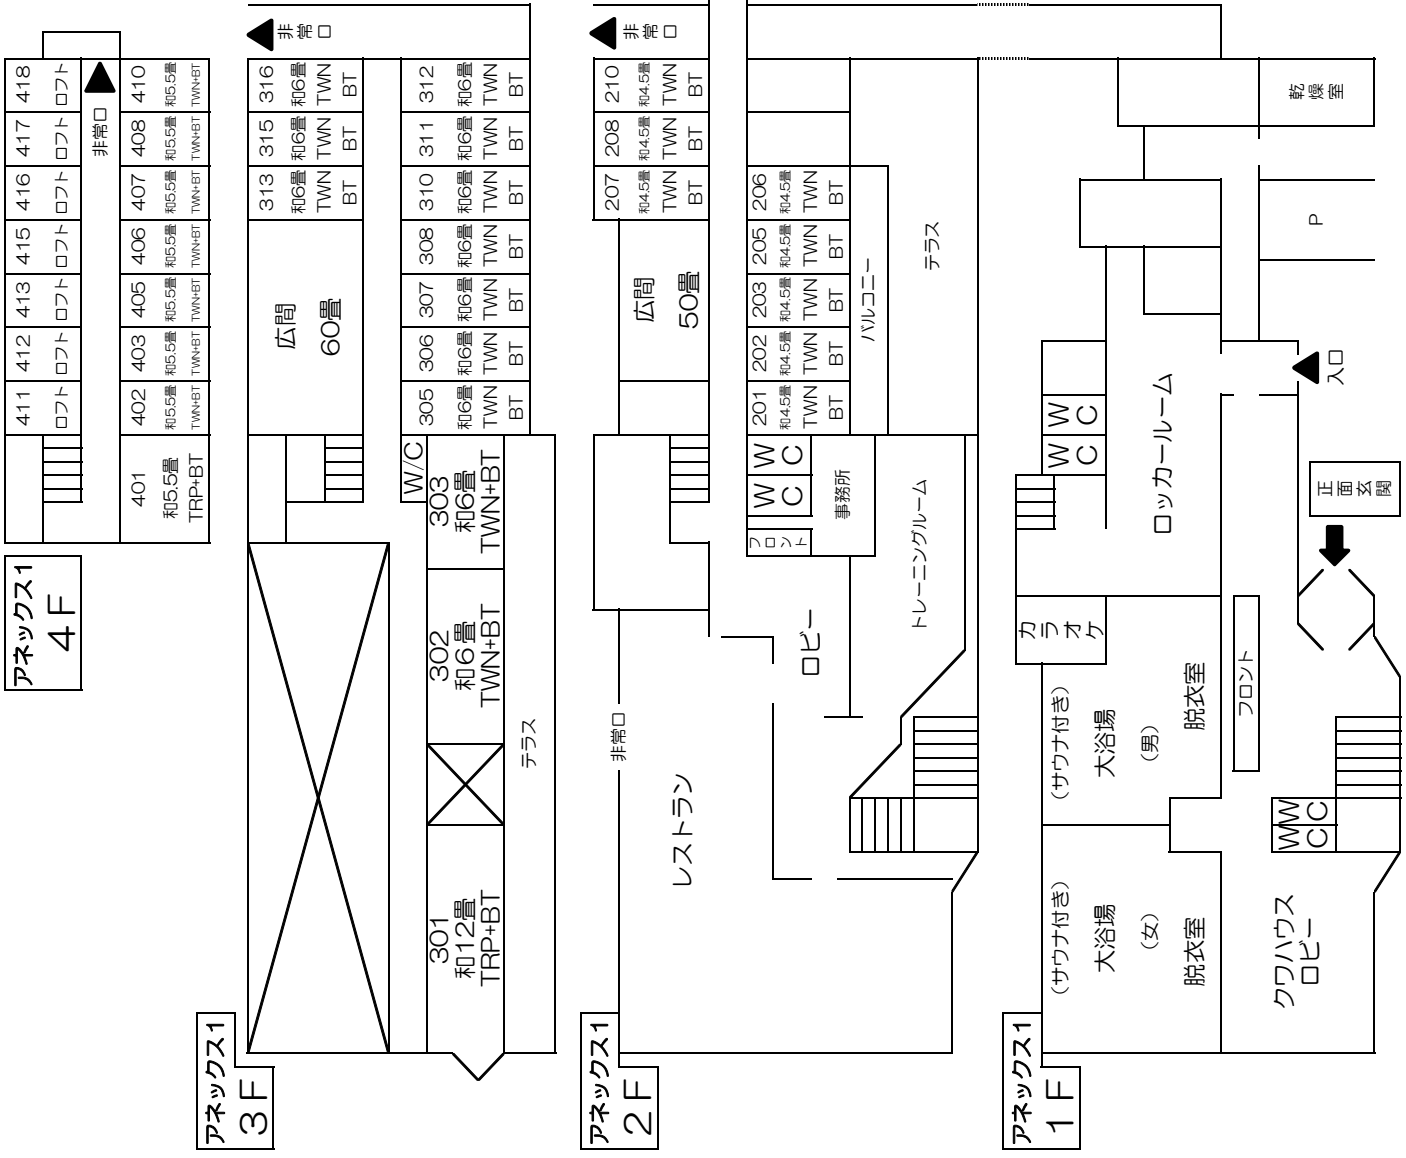 アネックス1
4F
411
ロフト
412
ロフト
413
ロフト
415
ロフト
416
ロフト
417
ロフト
418
ロフト
非常口
401
和5.5畳
TRP+BT
402
和5.5畳
TWN+BT
403
和5.5畳
TWN+BT
405
和5.5畳
TWN+BT
406
和5.5畳
TWN+BT
407
和5.5畳
TWN+BT
408
和5.5畳
TWN+BT
410
和5.5畳
TWN+BT
アネックス1
3F
非常口
広間
60畳
313
和6畳
TWN
BT
315
和6畳
TWN
BT
316
和6畳
TWN
BT
W/C
305
和6畳
TWN
BT
306
和6畳
TWN
BT
307
和6畳
TWN
BT
308
和6畳
TWN
BT
310
和6畳
TWN
BT
311
和6畳
TWN
BT
312
和6畳
TWN
BT
301
和12畳
TRP+BT
302
和6畳
TWN+BT
303
和6畳
TWN+BT
テラス
アネックス1
2F
非常口
非常口
広間
50畳
207
和4.5畳
TWN
BT
208
和4.5畳
TWN
BT
210
和4.5畳
TWN
BT
レストラン
ロビー
フロント
WC
WC
事務所
201
和4.5畳
TWN
BT
202
和4.5畳
TWN
BT
203
和4.5畳
TWN
BT
205
和4.5畳
TWN
BT
206
和4.5畳
TWN
BT
バルコニー
トレーニングルーム
テラス
アネックス1
1F
(サウナ付き)
大浴場
(女)
脱衣室
(サウナ付き)
大浴場
(男)
脱衣室
カラオケ
WC
WC
ロッカールーム
フロント
クワハウス
ロビー
WC
WC
正面玄関
入口
P
乾燥室